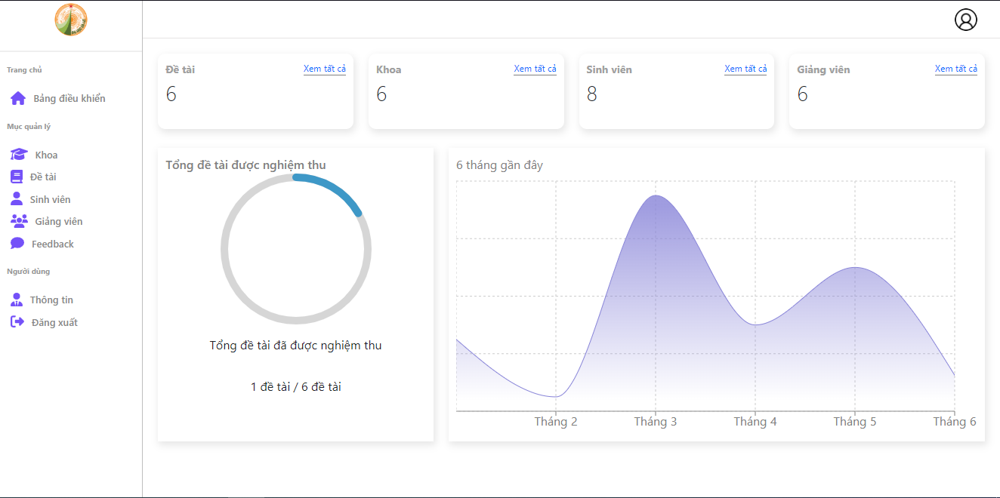 Trang chủ
Bảng điều khiển
Mục quản lý
Khoa
Đề tài
Sinh viên
Giảng viên
Feedback
Người dùng
Thông tin
Đăng xuất
Đề tài
Xem tất cả
6
Khoa
Xem tất cả
6
Sinh viên
Xem tất cả
8
Giảng viên
Xem tất cả
6
Tổng đề tài được nghiệm thu
Tổng đề tài đã được nghiệm thu
1 đề tài / 6 đề tài
6 tháng gần đây
Tháng 2 Tháng 3 Tháng 4 Tháng 5 Tháng 6